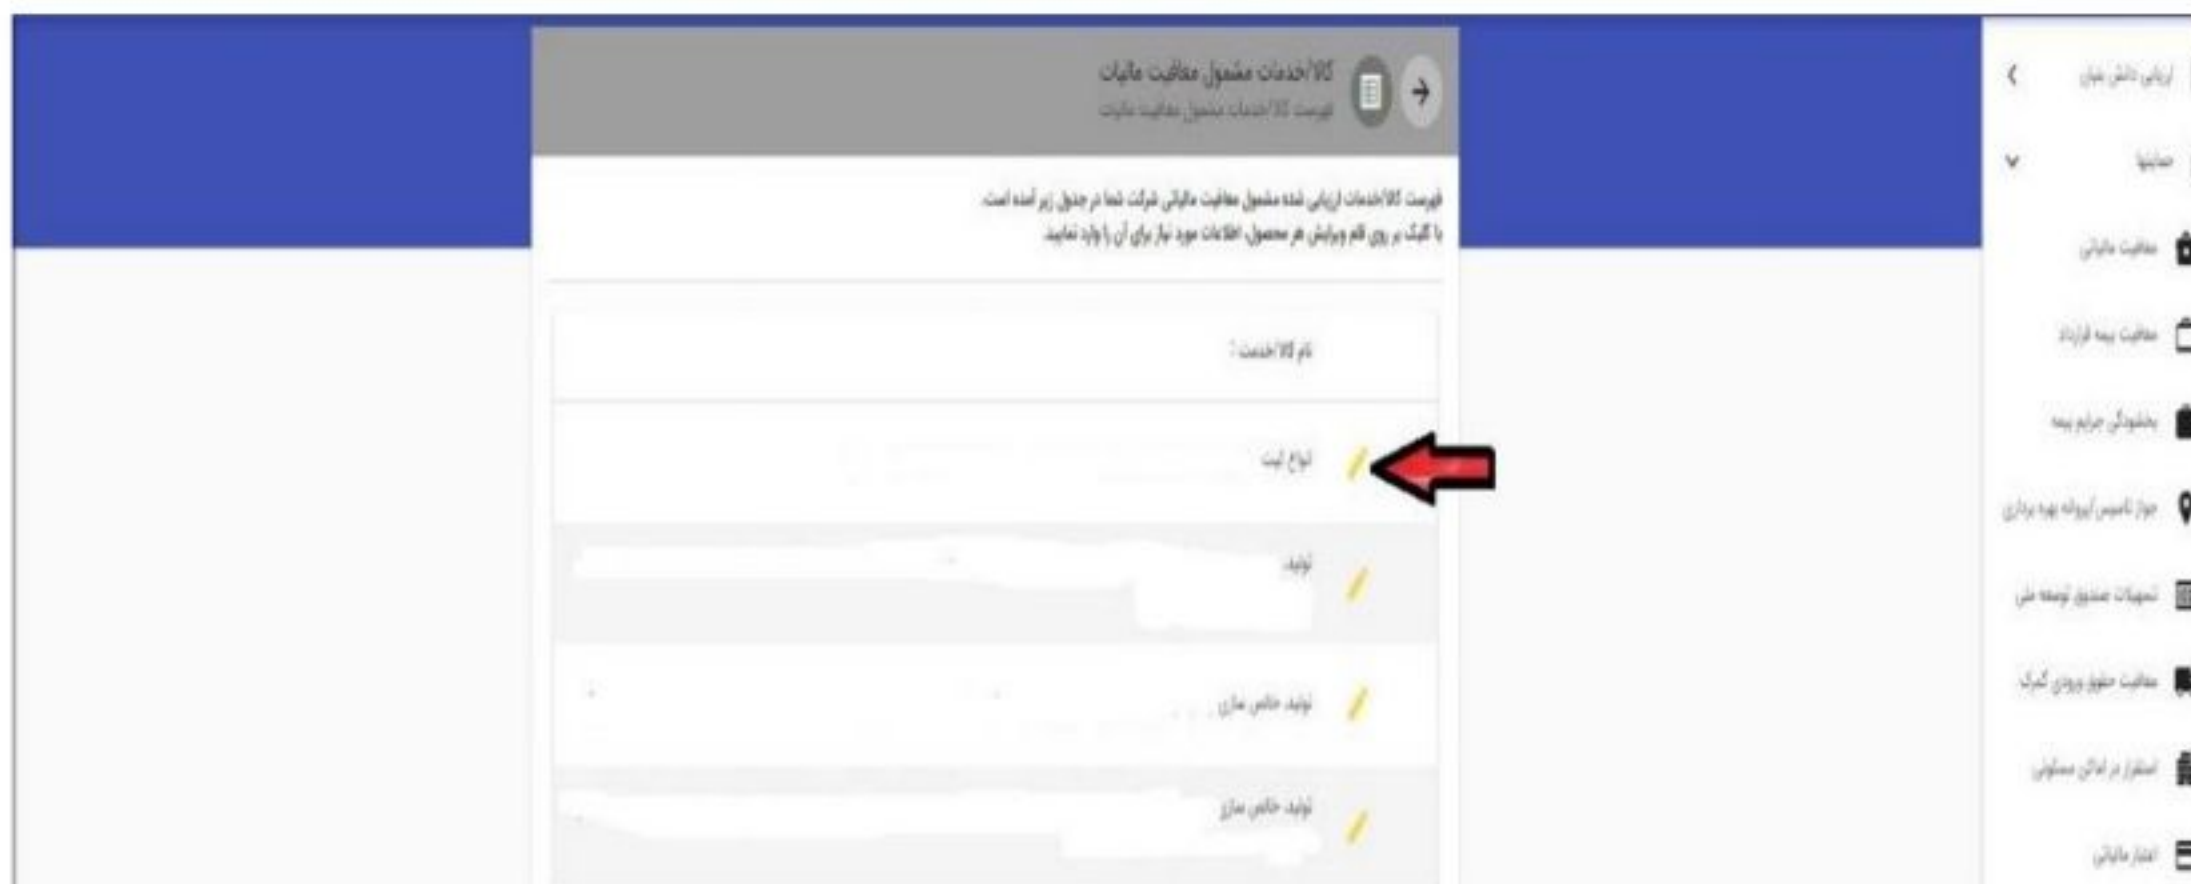 کالا/خدمات مشمول معافیت مالیات
فهرست کالا/خدمات مشمول معافیت مالیات
فهرست کالا/خدمات ارزیابی شده مشمول معافیت مالیاتی شرکت شما در جدول زیر آمده است.
با کلیک بر روی قلم ویرایش هر محصول، اطلاعات مورد نیاز برای آن را وارد نمایید.
نام کالا/خدمت :
انواع کیت
تولید،
تولید، خالص سازی
تولید، خالص سازی
ارزیابی دانش بنیان
حمایتها
معافیت مالیاتی
معافیت بیمه قرارداد
بخشودگی جرایم بیمه
جواز تاسیس/پروانه بهره برداری
تسهیلات صندوق توسعه ملی
معافیت حقوق ورودی گمرک
استقرار در اماکن مسکونی
اعتبار مالیاتی